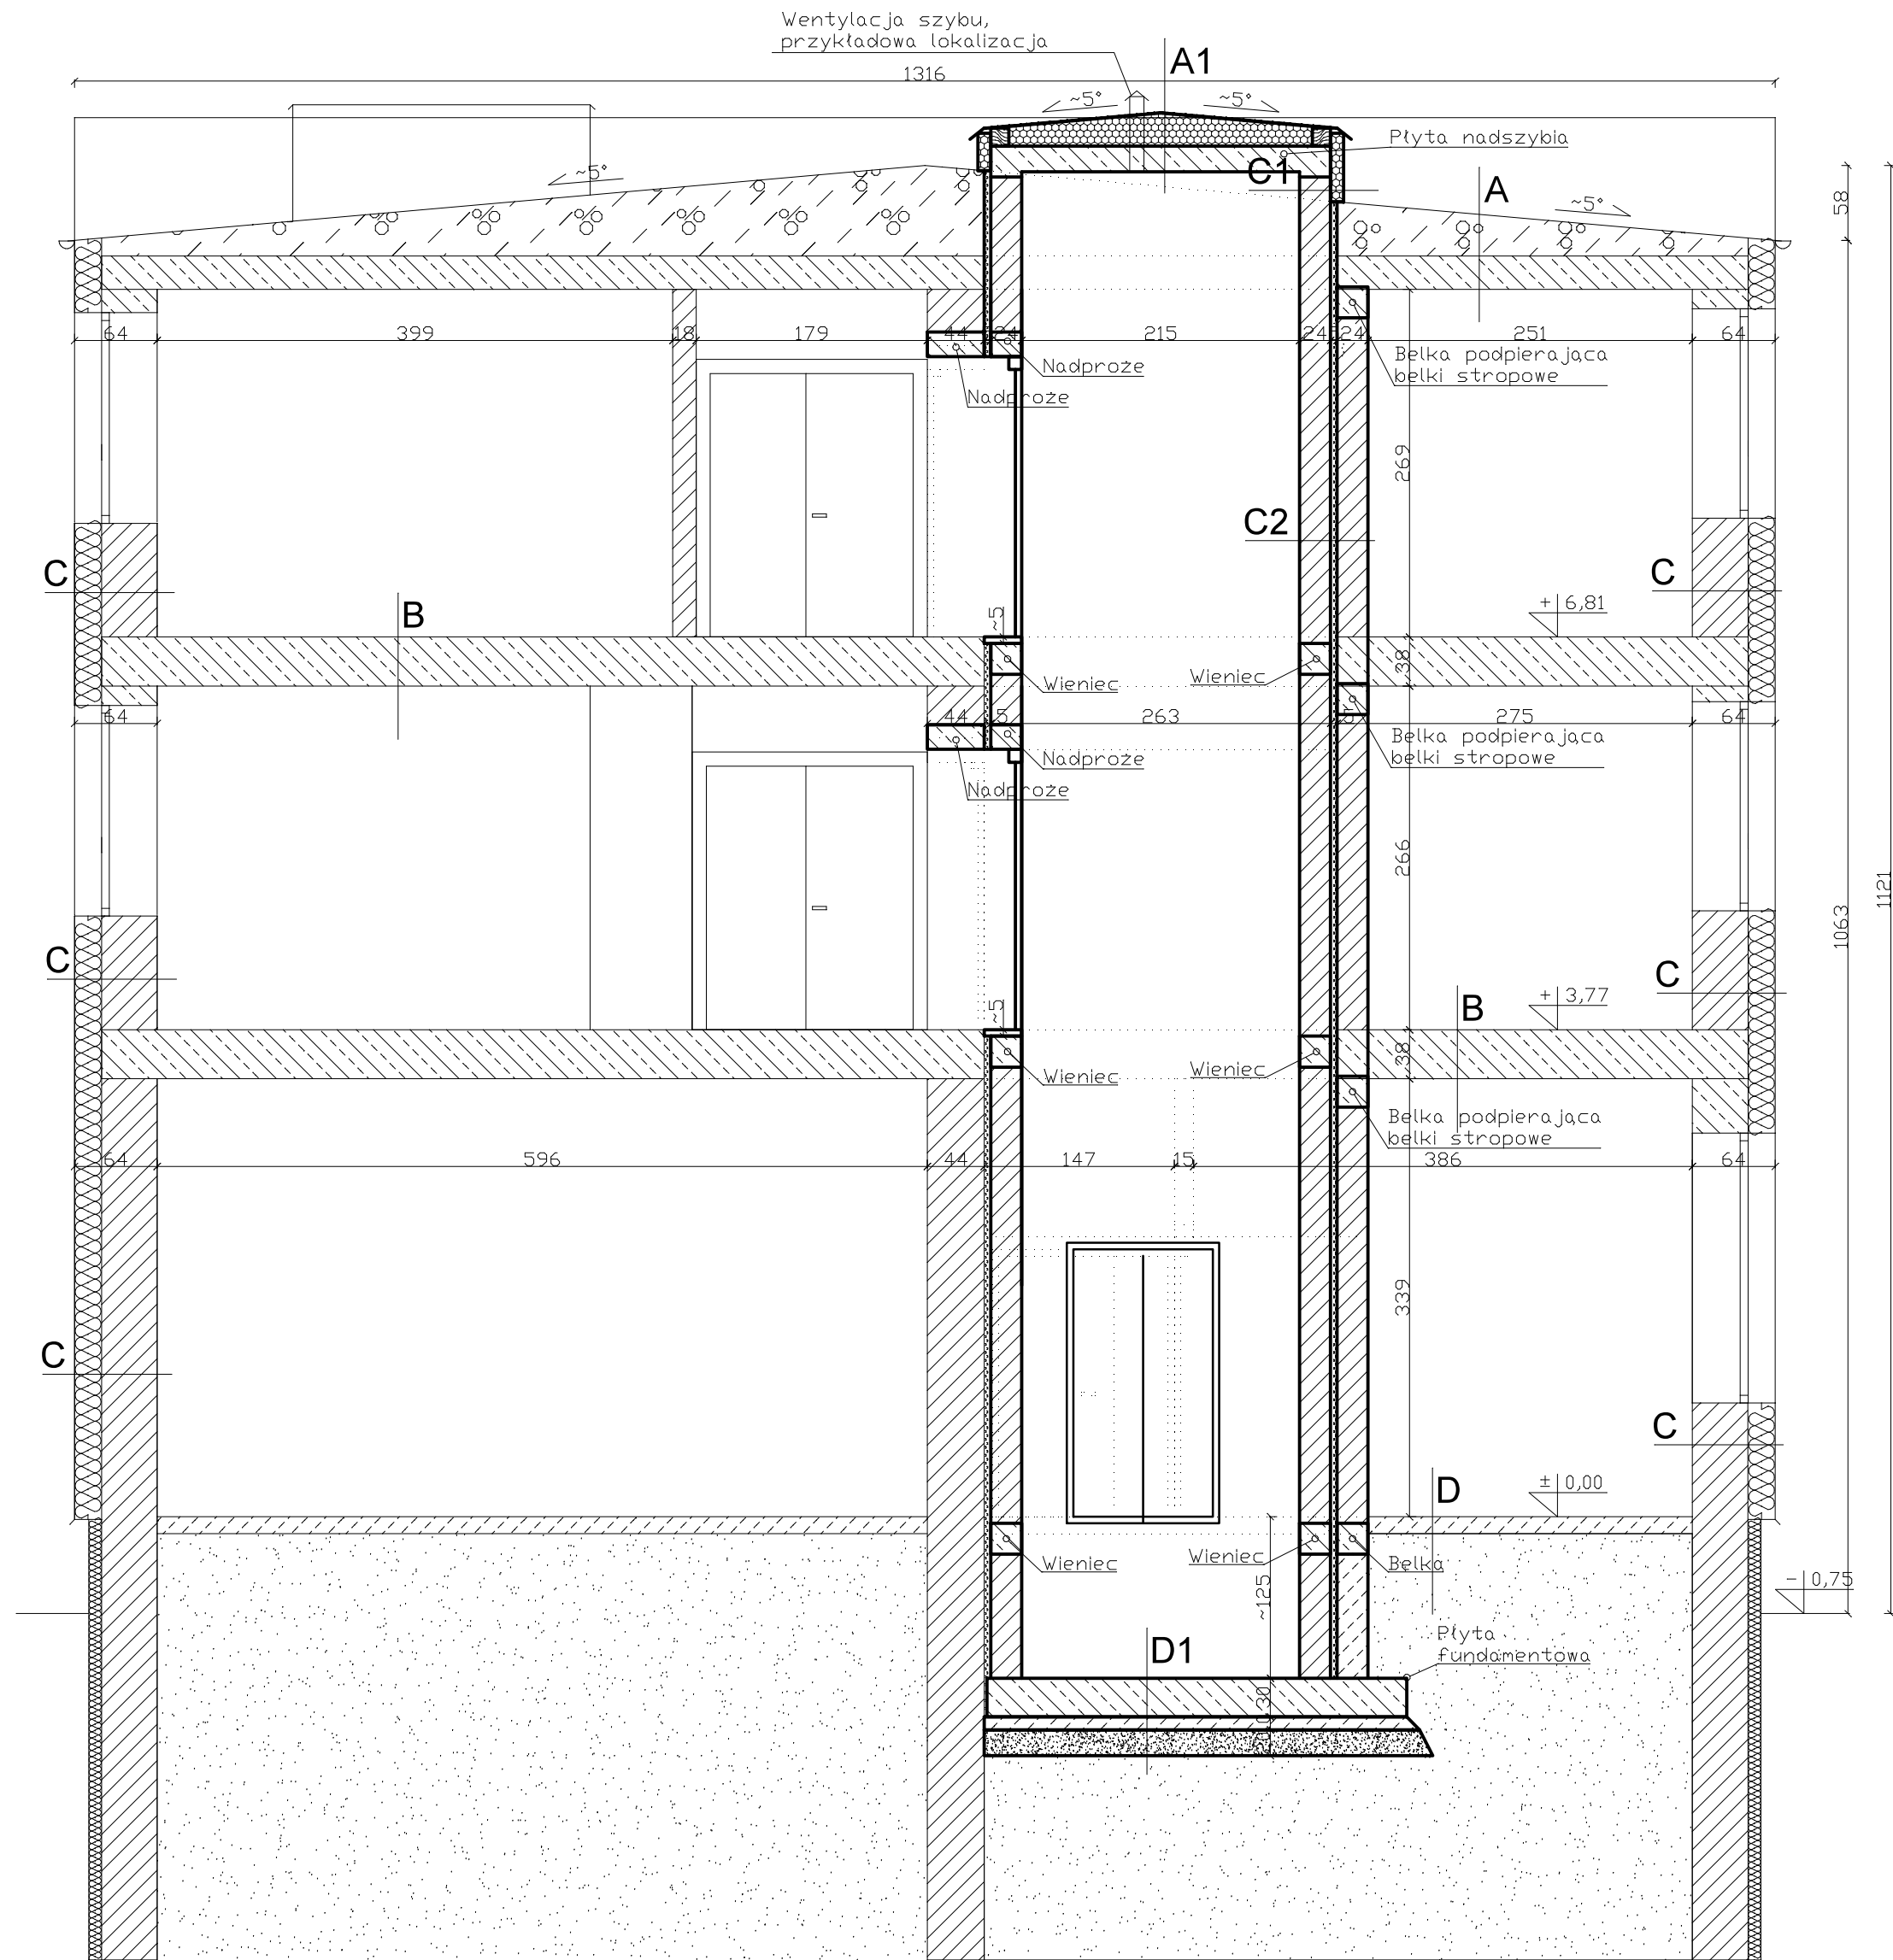 Wentylacja szybu,
przykładowa lokalizacja
A1
1316
~5°
~5°
Płyta nadszybia
C1
A
~5°
~5°
58
64
399
18
179
44
24
215
24
24
251
64
Nadproże
Nadproże
Belka podpierająca
belki stropowe
269
C2
C
C
B
~5
+ 6,81
38
Wieniec
Wieniec
64
44
5
263
5
275
64
Nadproże
Nadproże
Belka podpierająca
belki stropowe
266
1063
1121
C
C
B
~5
+ 3,77
38
Wieniec
Wieniec
Belka podpierająca
belki stropowe
64
596
44
147
15
386
64
339
C
C
D
± 0,00
Wieniec
Wieniec
Belka
~125
- 0,75
D1
Płyta
fundamentowa
30